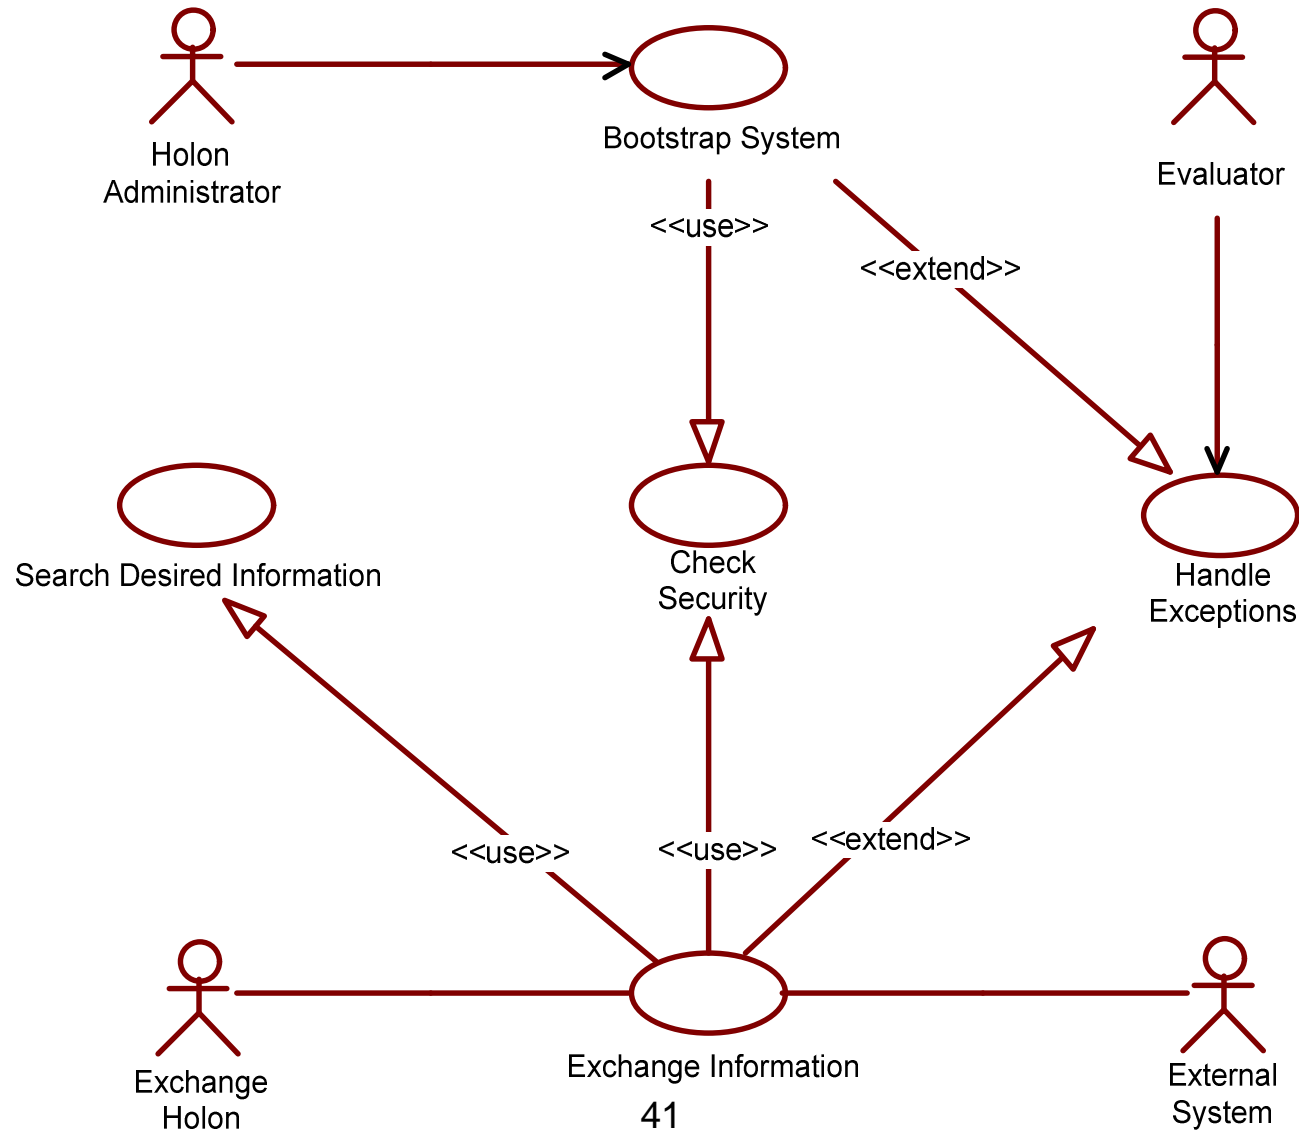 Holon
Administrator
Bootstrap System
Evaluator
<<use>>
<<extend>>
Search Desired Information
Check
Security
Handle
Exceptions
<<use>>
<<use>>
<<extend>>
Exchange
Holon
Exchange Information
External
System
41